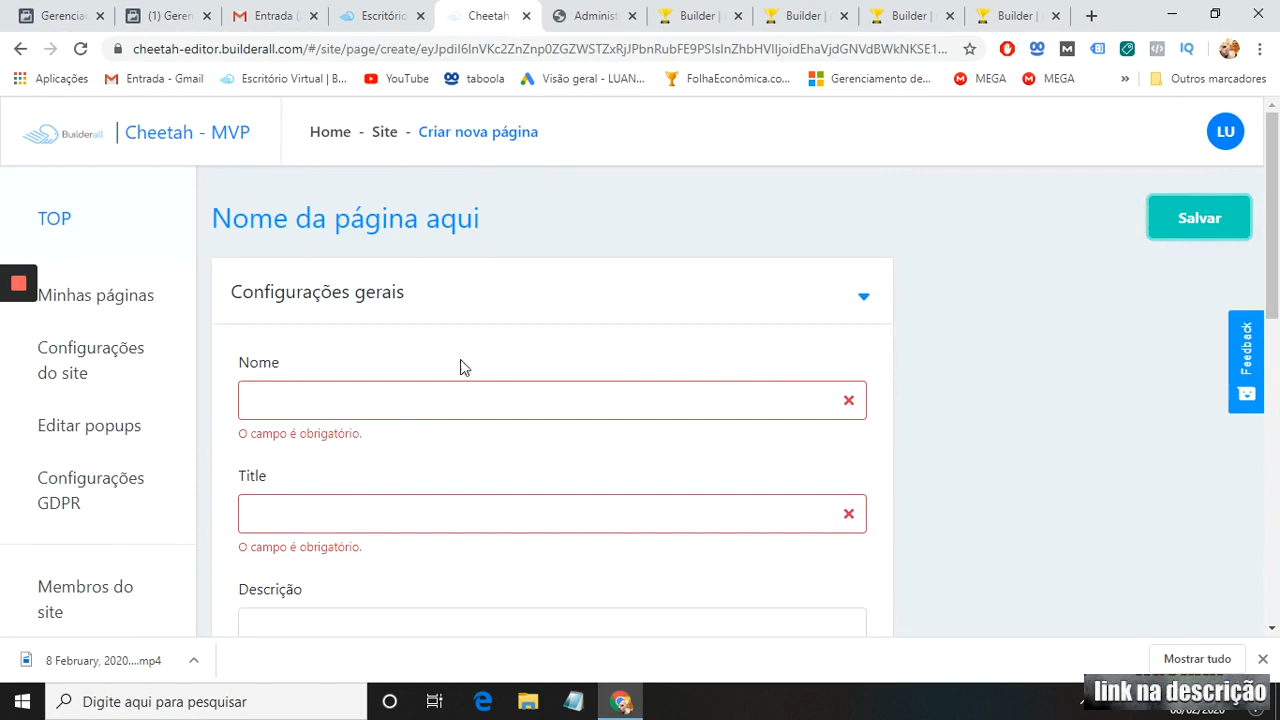 Gerencia
(1) Geren
Entrada (
Escritório
Cheetah
Administ
Builder
Builder
Builder
Builder
cheetah-editor.builderall.com/#/site/page/create/eyJpdiI6InVKc2ZnZnp0ZGZWSTZxRjJPbnRubFE9PSIsInZhbHVlIjoidEhaVjdGNVdBWkNKSE1...
Aplicações
Entrada - Gmail
Escritório Virtual | B...
YouTube
taboola
Visão geral - LUAN...
FolhaEconômica.co...
Gerenciamento de...
MEGA
MEGA
»
Outros marcadores
Builderall
Cheetah - MVP
Home - Site - Criar nova página
LU
TOP
Nome da página aqui
Salvar
Minhas páginas
Configurações
do site
Editar popups
Configurações
GDPR
Membros do
site
Configurações gerais
Nome
O campo é obrigatório.
Title
O campo é obrigatório.
Descrição
Feedback
8 February, 2020....mp4
Mostrar tudo
Digite aqui para pesquisar
link na descrição